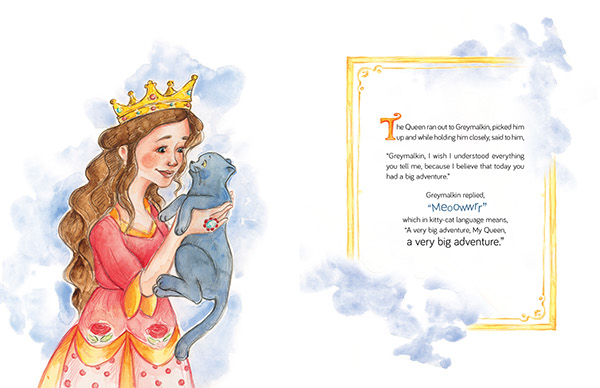 The Queen ran out to Greymalkin, picked him
up and while holding him closely, said to him,
“Greymalkin, I wish I understood everything
you tell me, because I believe that today you
had a big adventure.”
Greymalkin replied,
“Meoowwrr”
which in kitty-cat language means,
“A very big adventure, My Queen,
a very big adventure.”